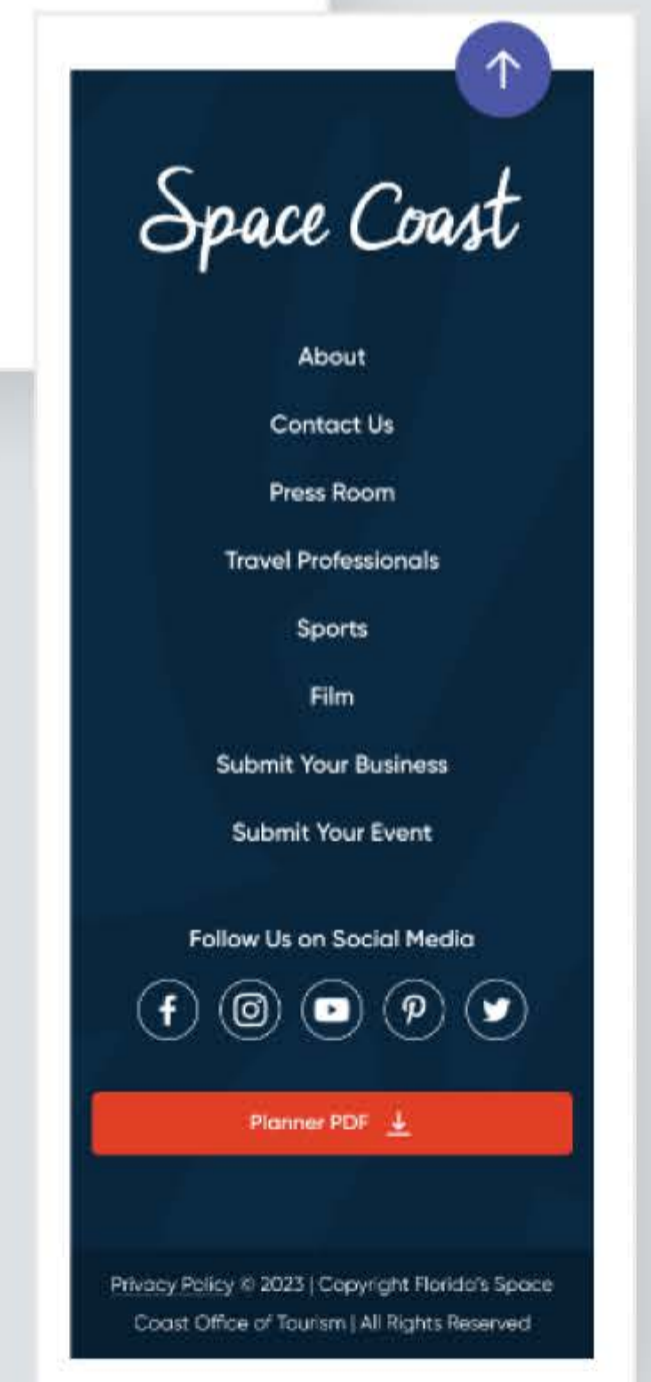 Space Coast
About
Contact Us
Press Room
Travel Professionals
Sports
Film
Submit Your Business
Submit Your Event
Follow Us on Social Media
Planner PDF
Privacy Policy © 2023 | Copyright Florida's Space
Coast Office of Tourism | All Rights Reserved